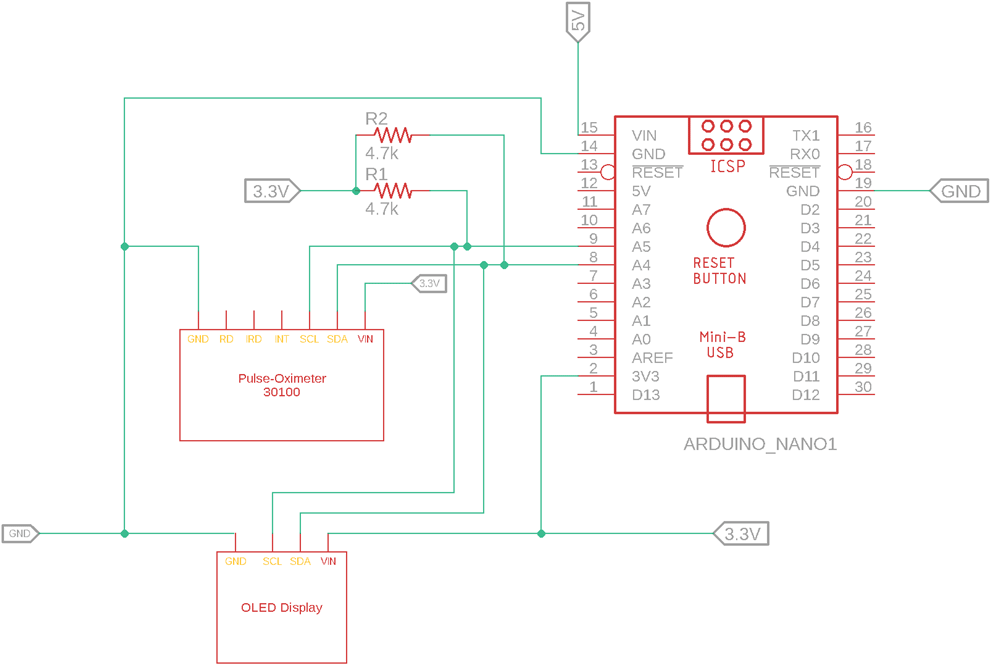 5V
R2
4.7k
R1
4.7k
3.3V
15 VIN
14 GND
13 RESET
12 5V
11 A7
10 A6
9 A5
8 A4
7 A3
6 A2
5 A1
4 A0
3 AREF
2 3V3
1 D13
ICSP
RESET
BUTTON
Mini-B
USB
TX1 16
RX0 17
RESET 18
GND 19
D2 20
D3 21
D4 22
D5 23
D6 24
D7 25
D8 26
D9 27
D10 28
D11 29
D12 30
ARDUINO_NANO1
GND
3.3V
GND RD IRD INT SCL SDA VIN
Pulse-Oximeter
30100
GND
3.3V
GND SCL SDA VIN
OLED Display